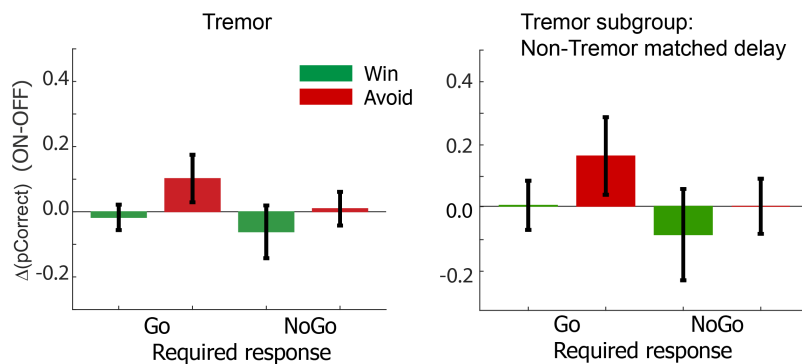 Tremor
Δ(pCorrect) (ON-OFF)
0.4
0.2
0.0
-0.2
Win
Avoid
Go NoGo
Required response
Tremor subgroup:
Non-Tremor matched delay
0.4
0.2
0.0
-0.2
Go NoGo
Required response